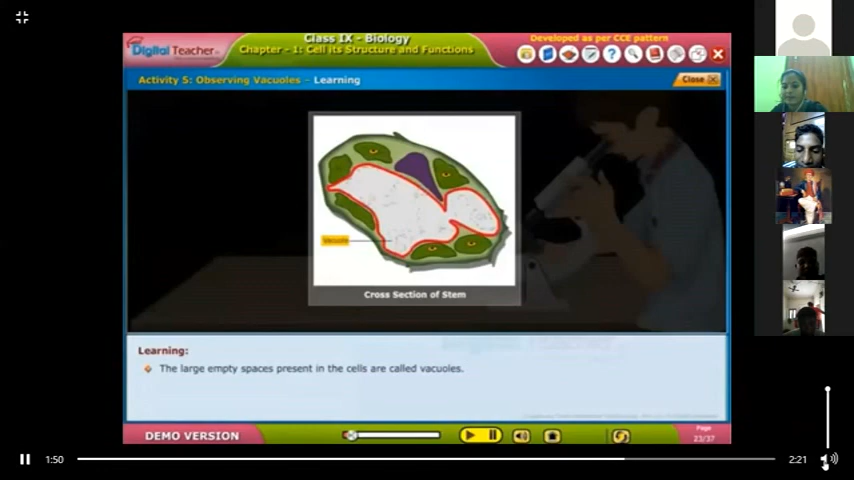 Class IX - Biology
Developed as per CCE pattern
Digital Teacher
Chapter - 1: Cell its Structure and Functions
Activity 5: Observing Vacuoles - Learning
Close
Vacuole
Cross Section of Stem
Learning:
The large empty spaces present in the cells are called vacuoles.
DEMO VERSION
Page
23/37
1:50
2:21